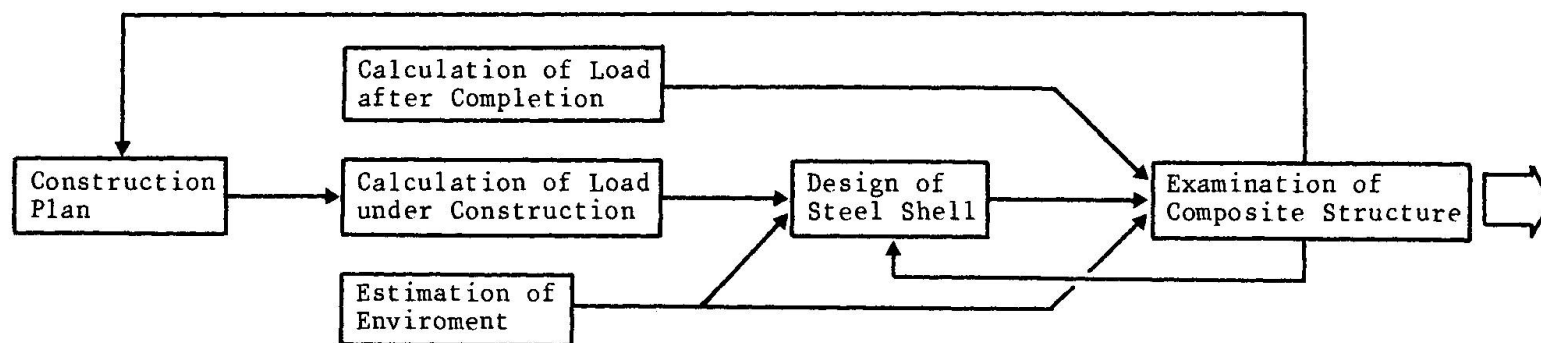 Calculation of Load
after Completion
Construction
Plan
Calculation of Load
under Construction
Design of
Steel Shell
Examination of
Composite Structure
Estimation of
Enviroment